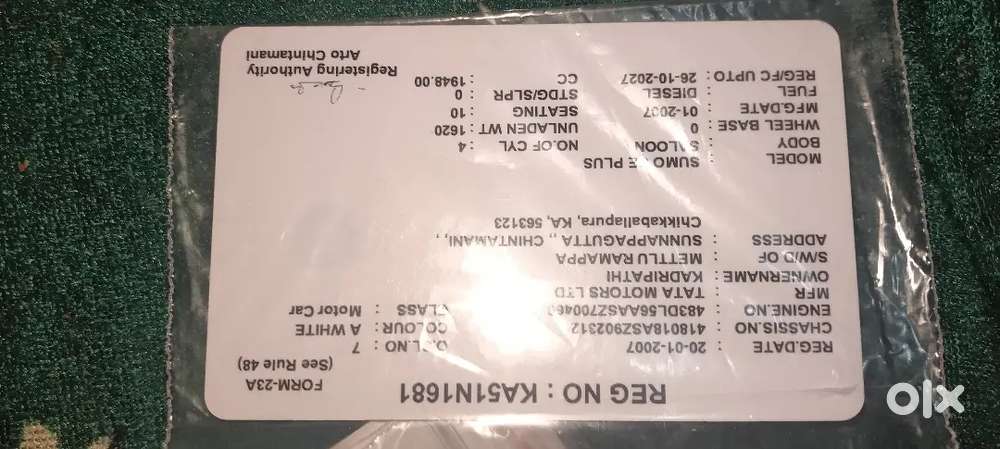 FORM-23A
(See Rule 48)
REG NO : KA51N1681
REG.DATE : 20-01-2007 O.SL.NO : 7
CHASSIS.NO : 418018ASZ902312 COLOUR : A WHITE
ENGINE.NO : 483DL56AASZ70046 CLASS : Motor Car
MFR : TATA MOTORS LTD
OWNERNAME : KADRIPATHI
S/W/D.OF : METTLU RAMAPPA
ADDRESS : SUNNAPPAGUTTA ,, CHINTAMANI, ,
Chikkaballapura, KA, 563123
MODEL : SUMO PLUS
BODY : SALOON NO.OF CYL : 4
WHEEL BASE : 0 UNLADEN WT : 1620
MFG.DATE : 01-2007 SEATING : 10
FUEL : DIESEL STDG/SLPR : 0
REG/FC UPTO : 26-10-2027 CC : 1948.00
Registering Authority
Arto Chintamani
olx